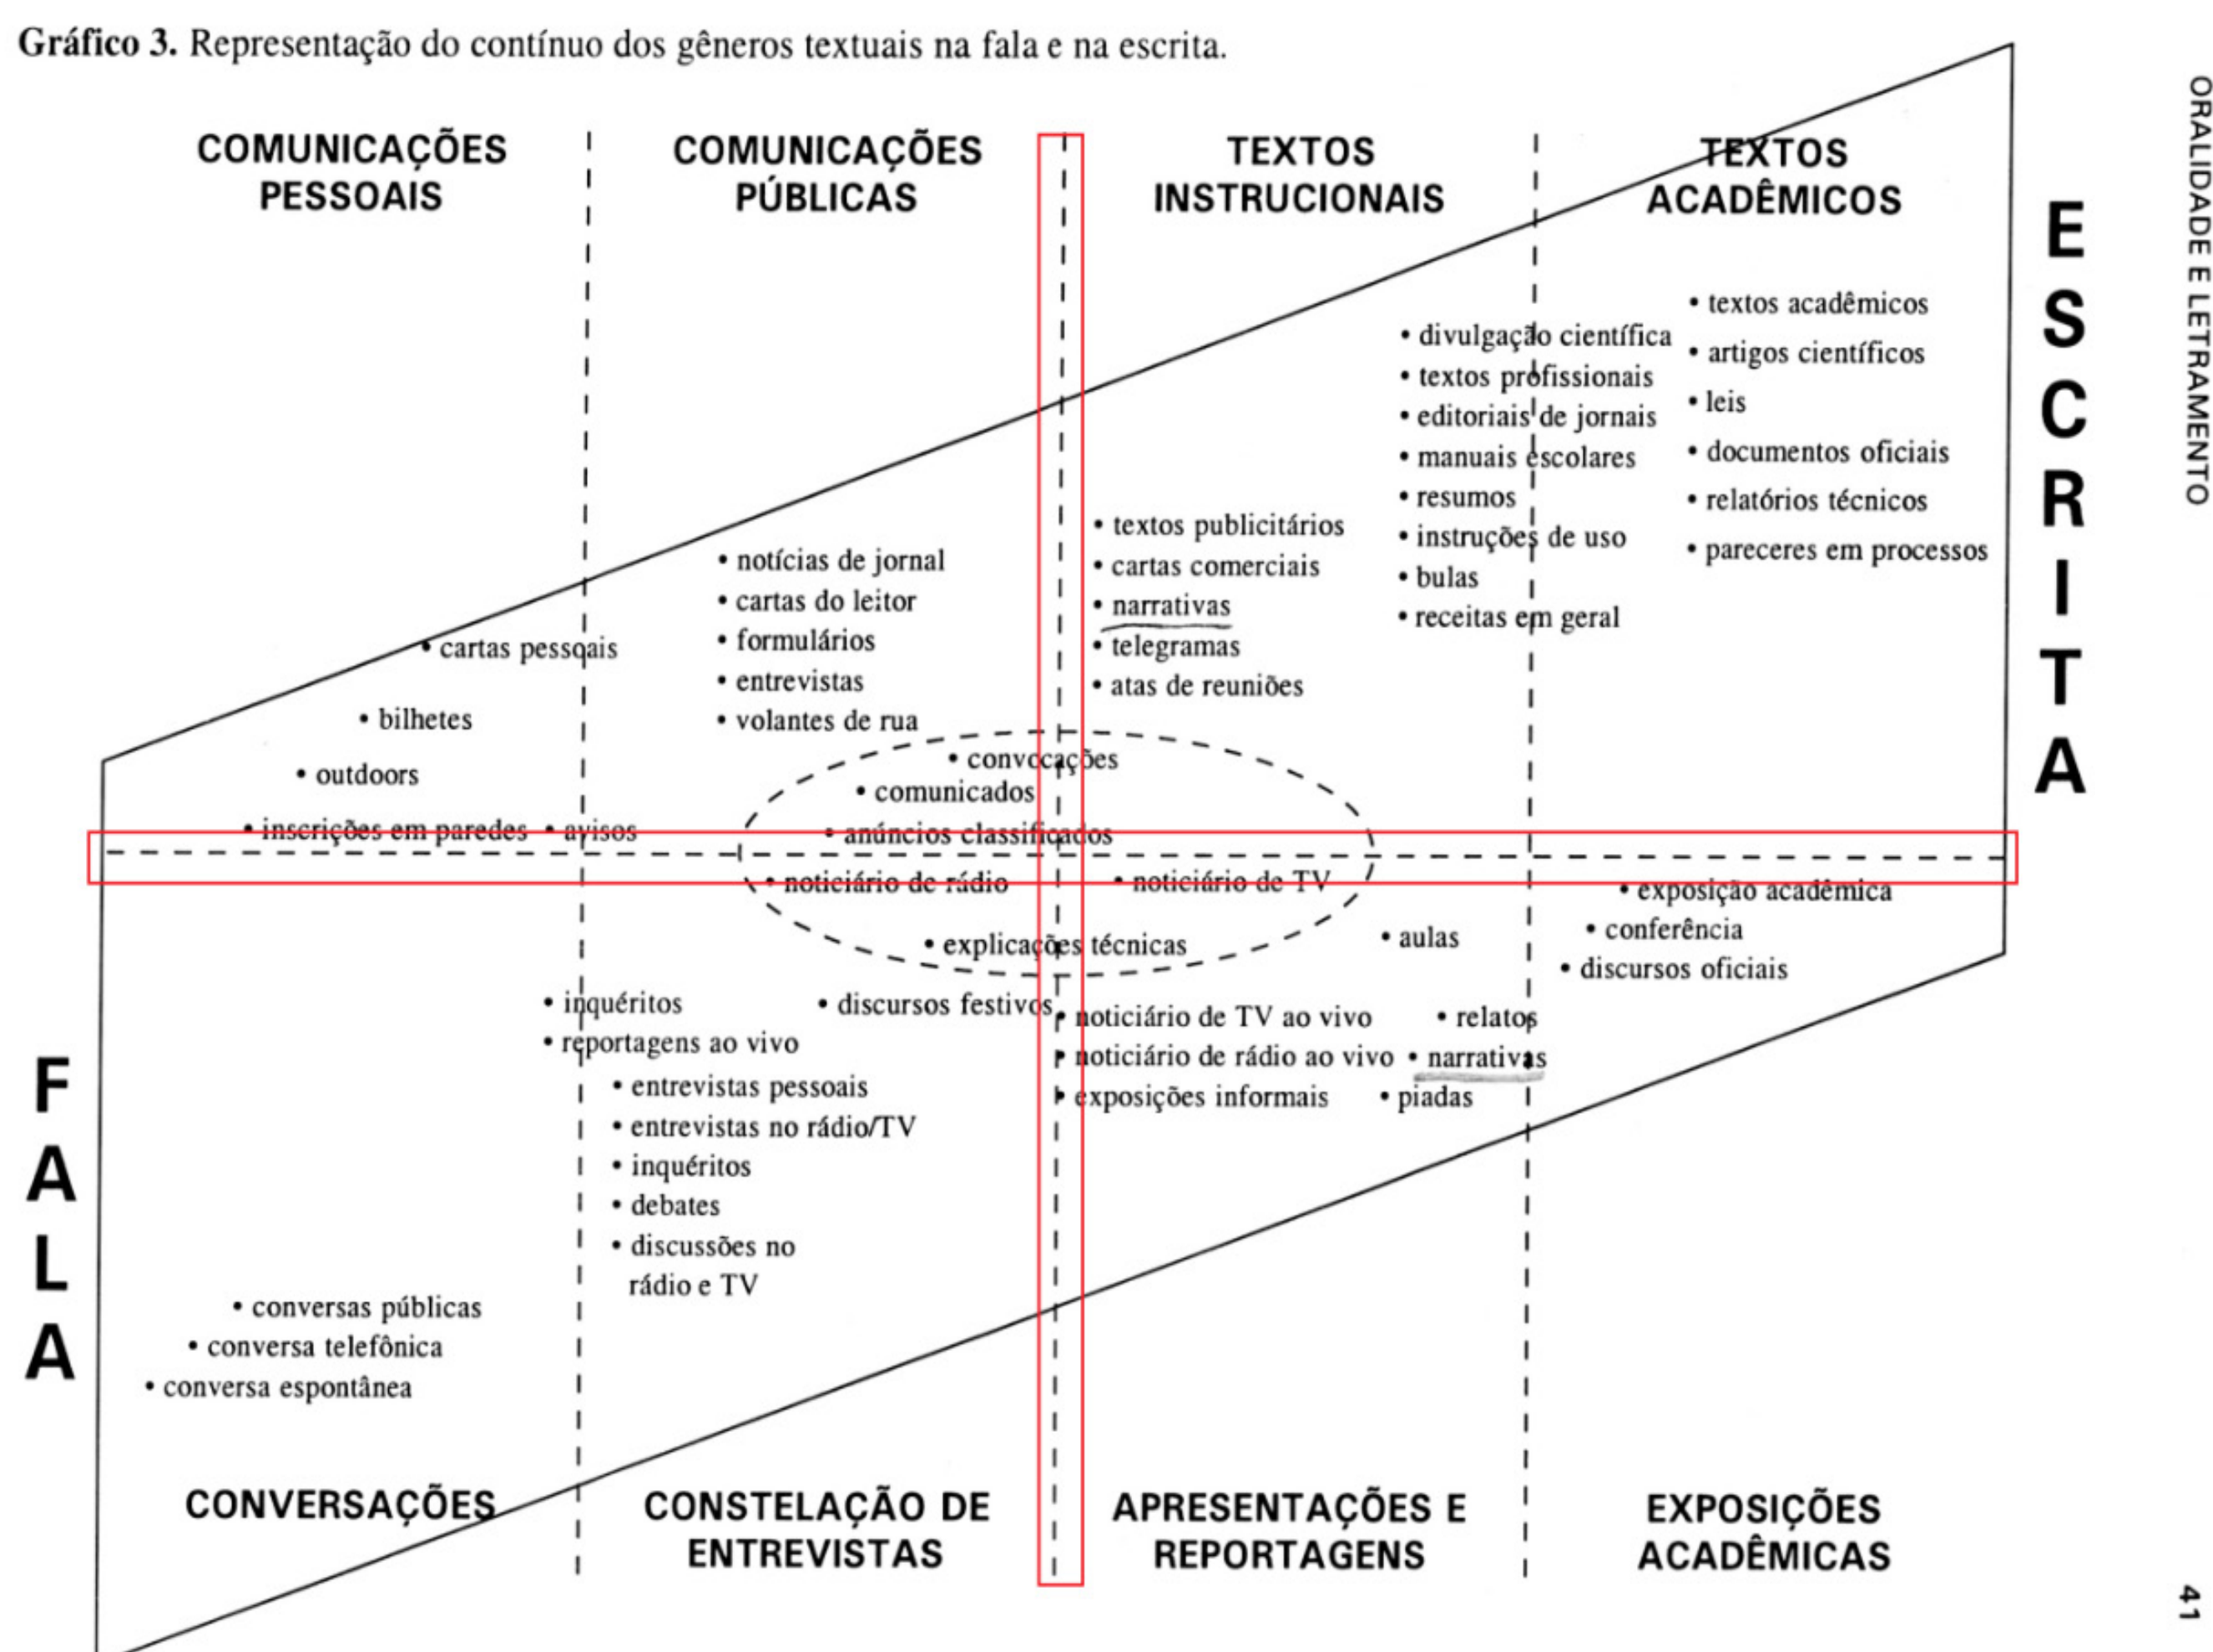 Gráfico 3. Representação do contínuo dos gêneros textuais na fala e na escrita.
COMUNICAÇÕES
PESSOAIS
COMUNICAÇÕES
PÚBLICAS
TEXTOS
INSTRUCIONAIS
TEXTOS
ACADÊMICOS
ESCRITA
ORALIDADE E LETRAMENTO
• textos acadêmicos
• artigos científicos
• leis
• documentos oficiais
• relatórios técnicos
• pareceres em processos
• divulgação científica
• textos profissionais
• editoriais de jornais
• manuais escolares
• resumos
• instruções de uso
• bulas
• receitas em geral
• textos publicitários
• cartas comerciais
• narrativas
• telegramas
• atas de reuniões
• notícias de jornal
• cartas do leitor
• formulários
• entrevistas
• volantes de rua
• cartas pessoais
• bilhetes
• outdoors
• inscrições em paredes • avisos
• convocações
• comunicados
• anúncios classificados
• noticiário de rádio • noticiário de TV
• explicações técnicas
• aulas
• exposição acadêmica
• conferência
• discursos oficiais
• inquéritos
• reportagens ao vivo
• discursos festivos
• entrevistas pessoais
• entrevistas no rádio/TV
• inquéritos
• debates
• discussões no
rádio e TV
• noticiário de TV ao vivo • relatos
• noticiário de rádio ao vivo • narrativas
• exposições informais • piadas
• conversas públicas
• conversa telefônica
• conversa espontânea
FALA
CONVERSAÇÕES
CONSTELAÇÃO DE
ENTREVISTAS
APRESENTAÇÕES E
REPORTAGENS
EXPOSIÇÕES
ACADÊMICAS
41